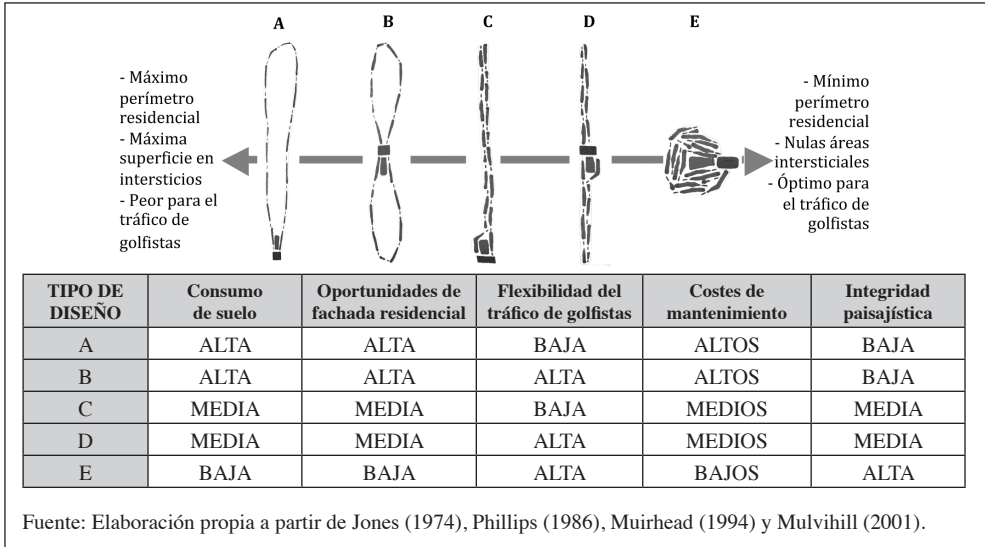 A B C D E
- Máximo
perímetro
residencial
- Máxima
superficie en
intersticios
- Peor para el
tráfico de
golfistas
- Mínimo
perímetro
residencial
- Nulas áreas
intersticiales
- Óptimo para
el tráfico de
golfistas
TIPO DE DISEÑO Consumo de suelo Oportunidades de fachada residencial Flexibilidad del tráfico de golfistas Costes de mantenimiento Integridad paisajística
A ALTA ALTA BAJA ALTOS BAJA
B ALTA ALTA ALTA ALTOS BAJA
C MEDIA MEDIA BAJA MEDIOS MEDIA
D MEDIA MEDIA ALTA MEDIOS MEDIA
E BAJA BAJA ALTA BAJOS ALTA
Fuente: Elaboración propia a partir de Jones (1974), Phillips (1986), Muirhead (1994) y Mulvihill (2001).